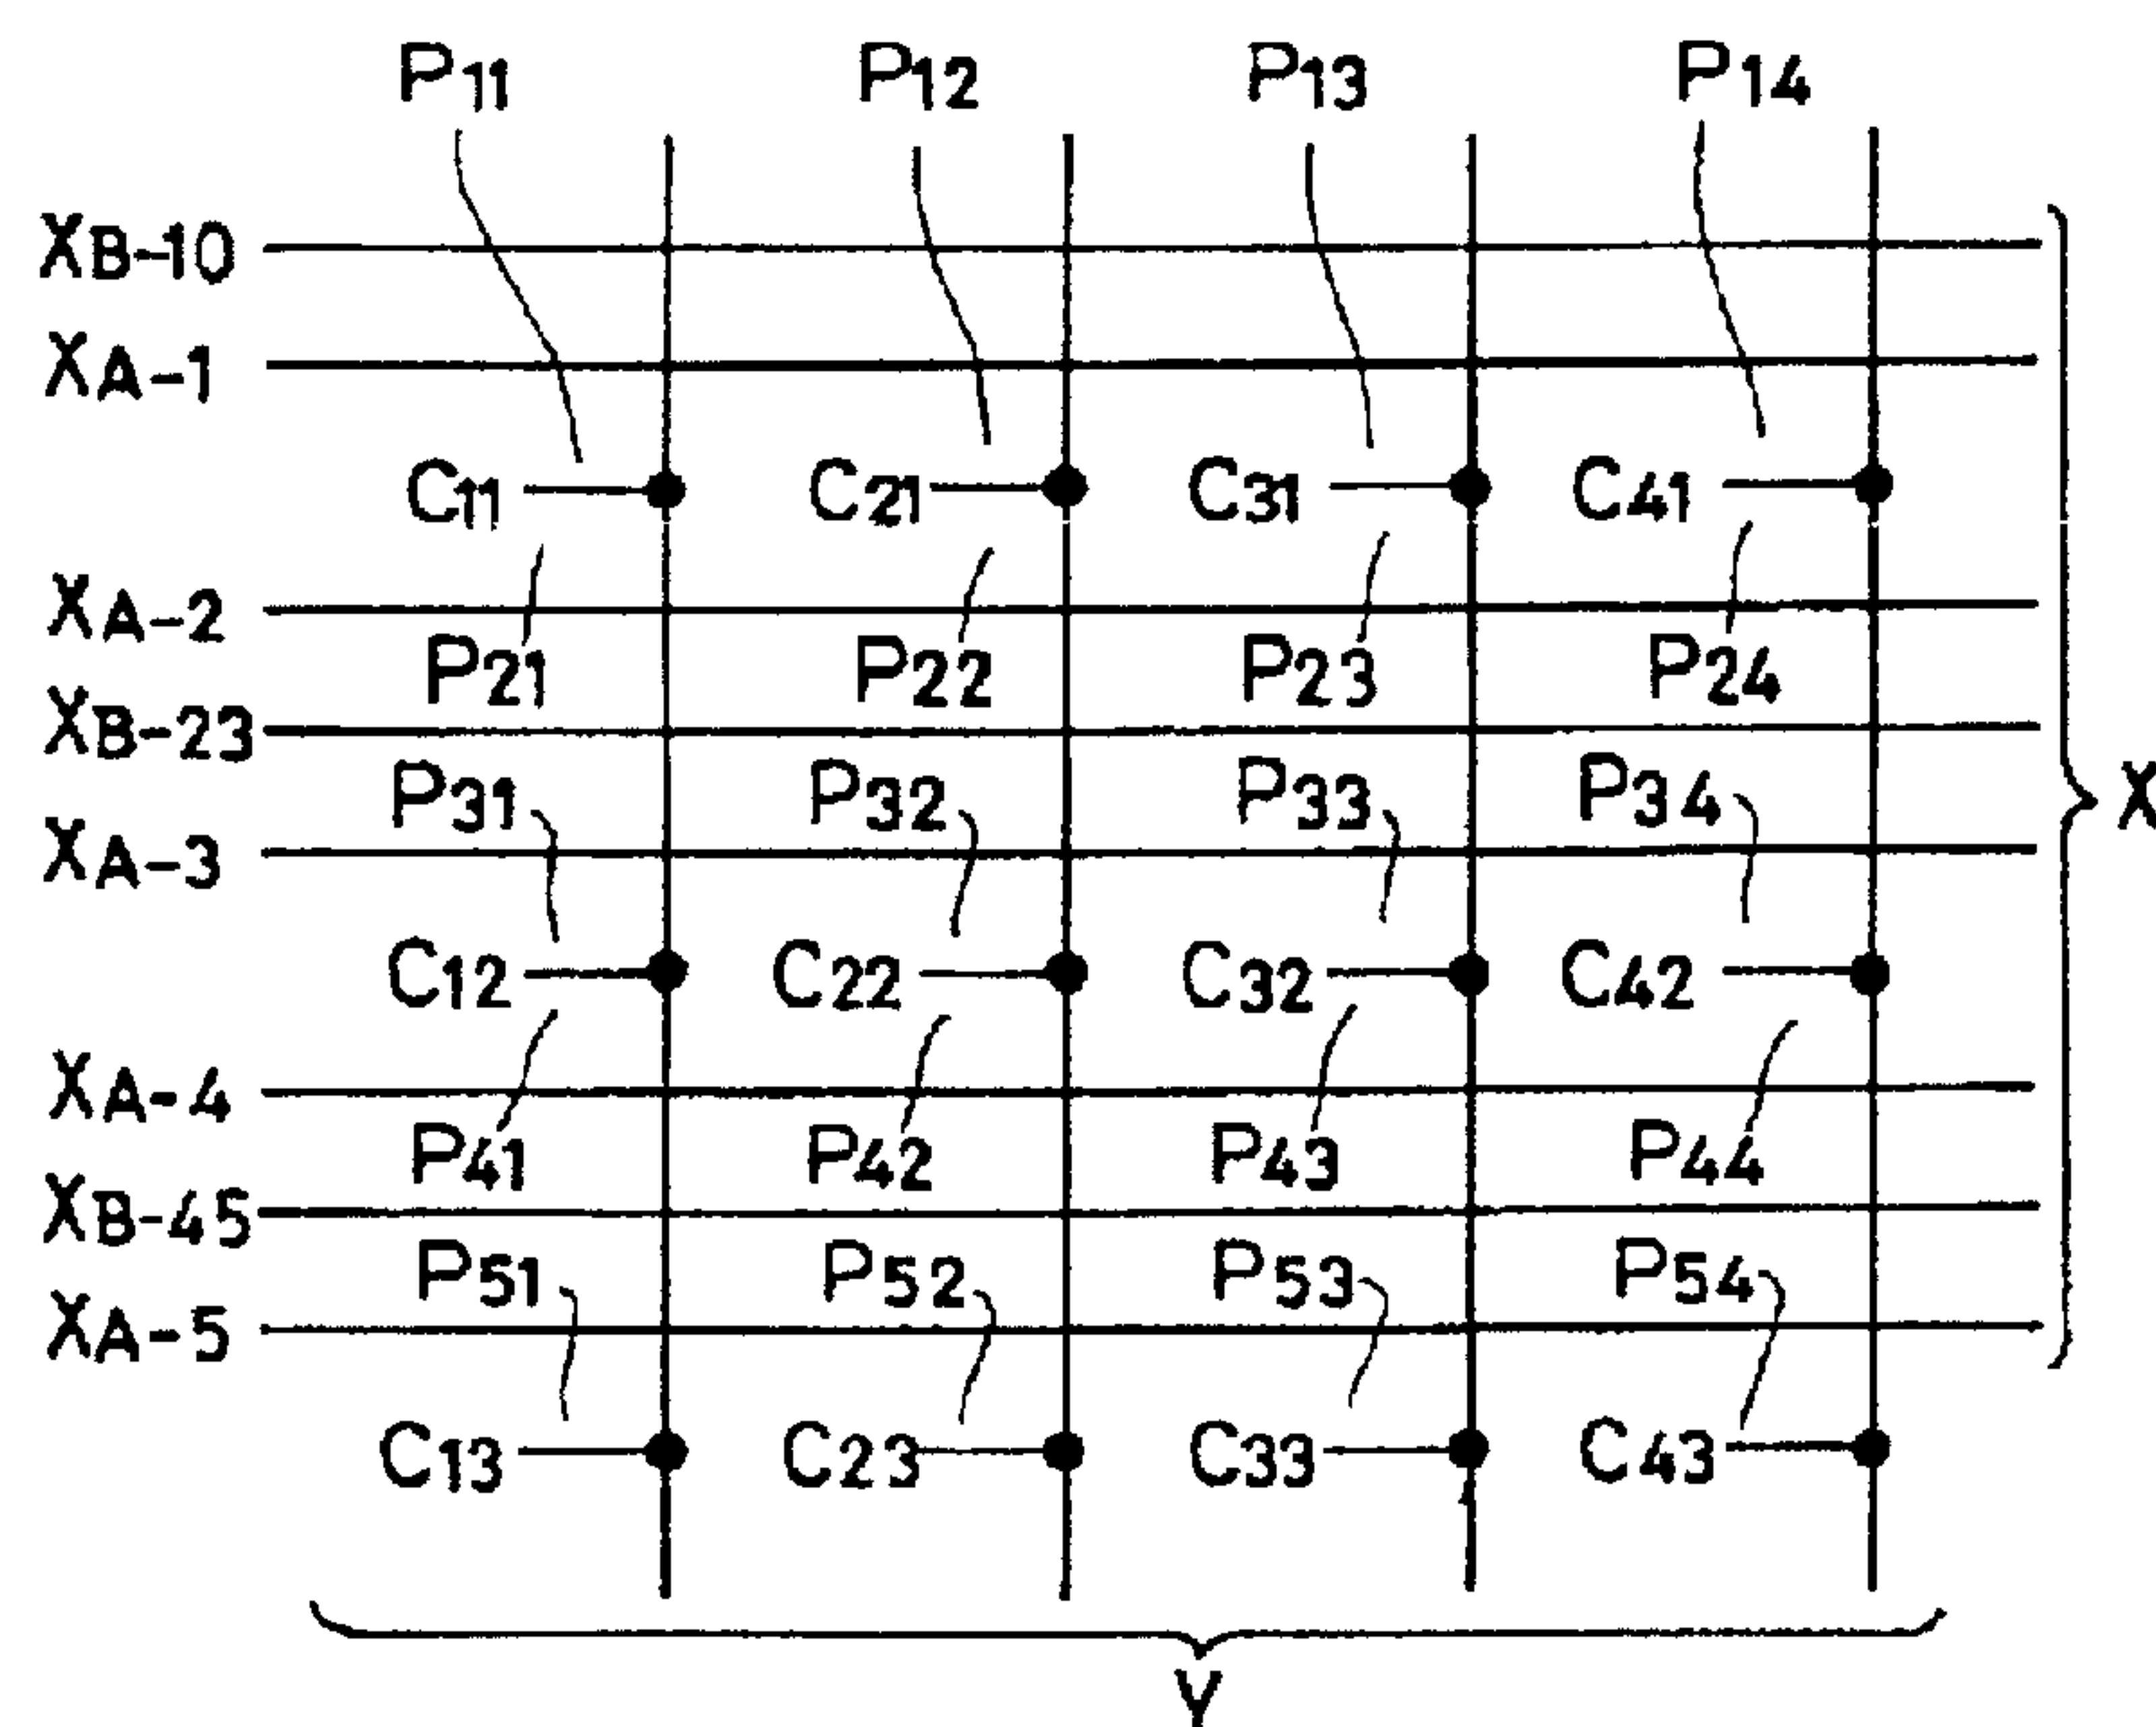 P11 P12 P13 P14
XB-10
XA-1
C11 C21 C31 C41
XA-2
P21 P22 P23 P24
XB-23
P31 P32 P33 P34
X
XA-3
C12 C22 C32 C42
XA-4
P41 P42 P43 P44
XB-45
P51 P52 P53 P54
XA-5
C13 C23 C33 C43
Y